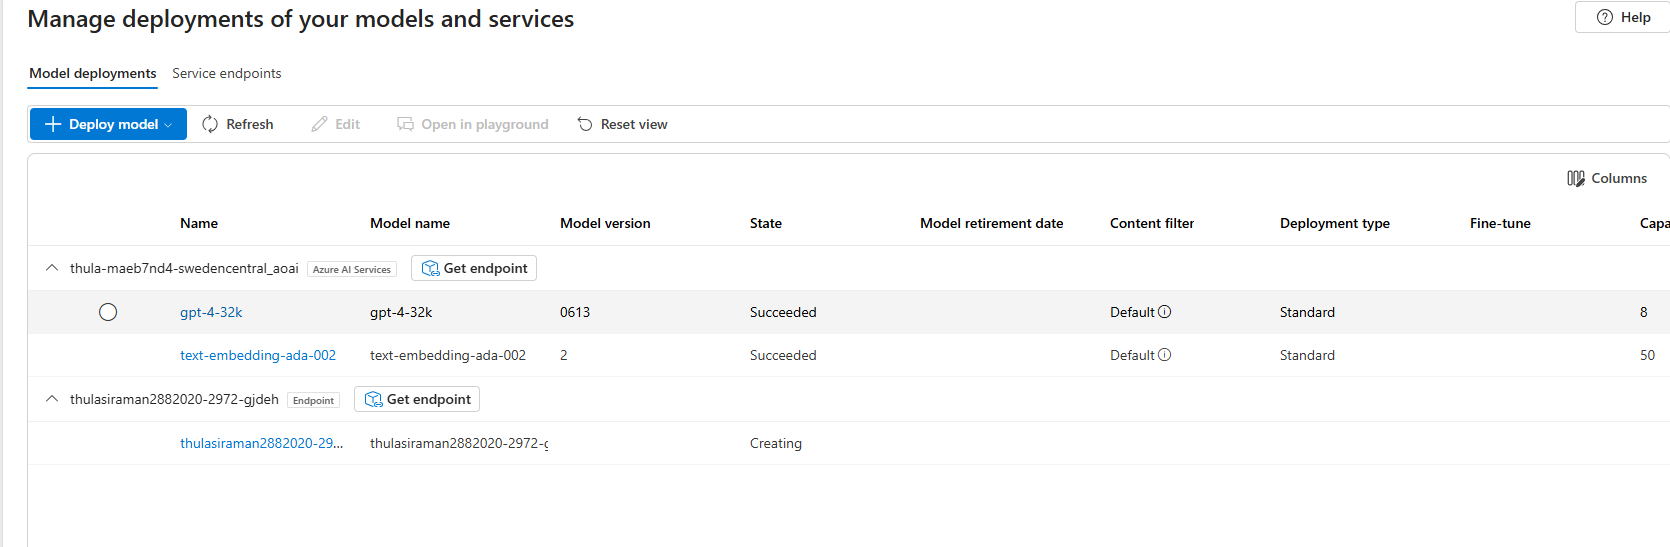 Manage deployments of your models and services
Help
Model deployments Service endpoints
Deploy model Refresh Edit Open in playground Reset view
Columns
Name Model name Model version State Model retirement date Content filter Deployment type Fine-tune Capa
thula-maeb7nd4-swedencentral_aoai Azure AI Services Get endpoint
gpt-4-32k gpt-4-32k 0613 Succeeded Default Standard 8
text-embedding-ada-002 text-embedding-ada-002 2 Succeeded Default Standard 50
thulasiraman2882020-2972-gjdeh Endpoint Get endpoint
thulasiraman2882020-29... thulasiraman2882020-2972-g Creating